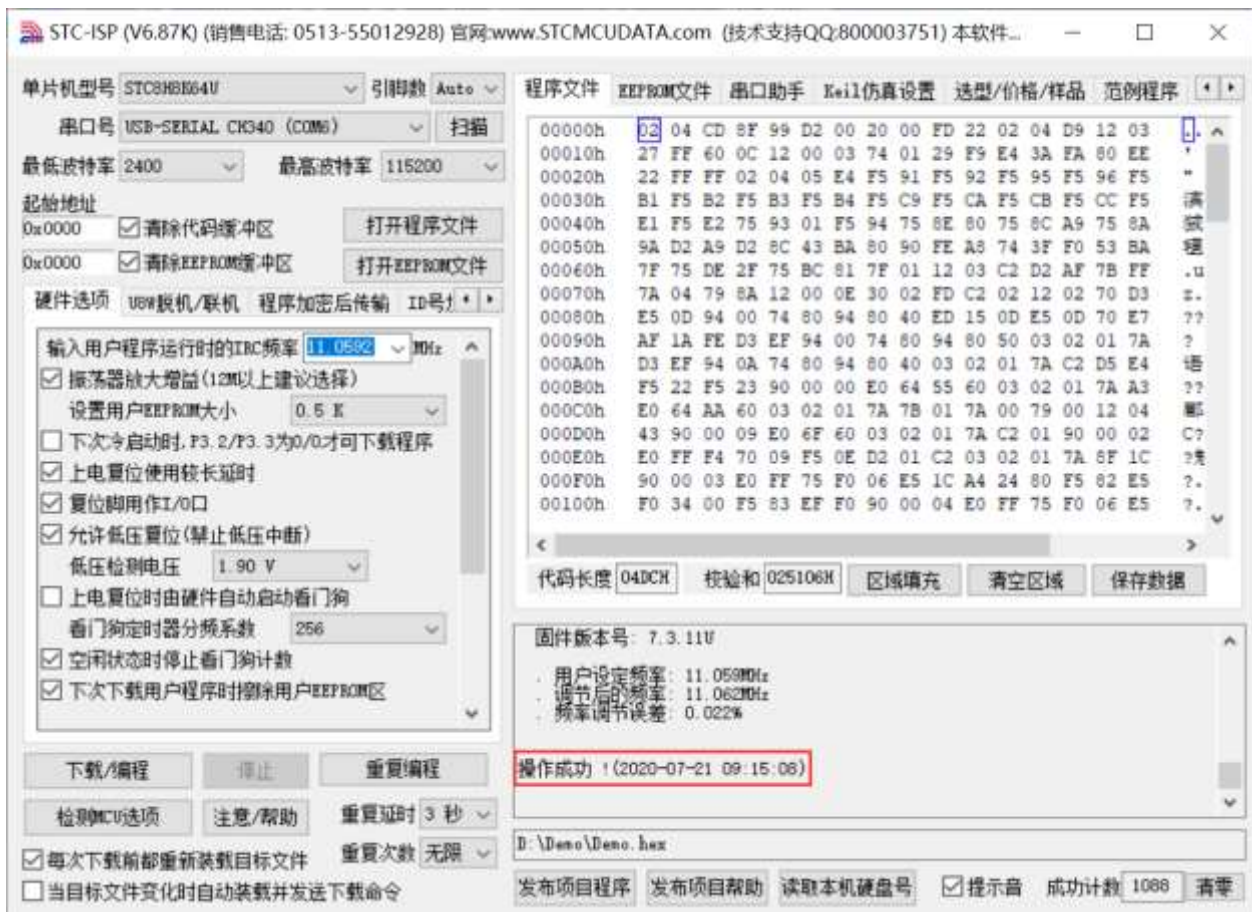 STC-ISP (V6.87K) (销售电话: 0513-55012928) 官网:www.STCMCUDATA.com (技术支持QQ:800003751) 本软件...
单片机型号 STC8H8K64U 引脚数 Auto
串口号 USB-SERIAL CH340 (COM6) 扫描
最低波特率 2400 最高波特率 115200
起始地址
0x0000 清除代码缓冲区 打开程序文件
0x0000 清除EEPROM缓冲区 打开EEPROM文件
硬件选项 U8W脱机/联机 程序加密后传输 ID号
输入用户程序运行时的IRC频率 11.0592 MHz
振荡器放大增益(12M以上建议选择)
设置用户EEPROM大小 0.5 K
下次冷启动时,P3.2/P3.3为0/0才可下载程序
上电复位使用较长延时
复位脚用作I/O口
允许低压复位(禁止低压中断)
低压检测电压 1.90 V
上电复位时由硬件自动启动看门狗
看门狗定时器分频系数 256
空闲状态时停止看门狗计数
下次下载用户程序时擦除用户EEPROM区
下载/编程 停止 重复编程
检测MCU选项 注意/帮助 重复延时 3 秒
每次下载前都重新装载目标文件 重复次数 无限
当目标文件变化时自动装载并发送下载命令
程序文件 EEPROM文件 串口助手 Keil仿真设置 选型/价格/样品 范例程序
00000h 02 04 CD 8F 99 D2 00 20 00 FD 22 02 04 D9 12 03
00010h 27 FF 60 0C 12 00 03 74 01 29 F9 E4 3A FA 80 EE
00020h 22 FF FF 02 04 05 E4 F5 91 F5 92 F5 95 F5 96 F5
00030h B1 F5 B2 F5 B3 F5 B4 F5 C9 F5 CA F5 CB F5 CC F5
00040h E1 F5 E2 75 93 01 F5 94 75 8E 80 75 8C A9 75 8A
00050h 9A D2 A9 D2 8C 43 BA 80 90 FE A8 74 3F F0 53 BA
00060h 7F 75 DE 2F 75 BC 81 7F 01 12 03 C2 D2 AF 7B FF .u
00070h 7A 04 79 8A 12 00 0E 30 02 FD C2 02 12 02 70 D3 z.
00080h E5 0D 94 00 74 80 94 80 40 ED 15 0D E5 0D 70 E7 ??
00090h AF 1A FE D3 EF 94 00 74 80 94 80 50 03 02 01 7A ?
000A0h D3 EF 94 0A 74 80 94 80 40 03 02 01 7A C2 D5 E4 语
000B0h F5 22 F5 23 90 00 00 E0 64 55 60 03 02 01 7A A3 ??
000C0h E0 64 AA 60 03 02 01 7A 7B 01 7A 00 79 00 12 04
000D0h 43 90 00 09 E0 6F 60 03 02 01 7A C2 01 90 00 02 C?
000E0h E0 FF F4 70 09 F5 0E D2 01 C2 03 02 01 7A 8F 1C
000F0h 90 00 03 E0 FF 75 F0 06 E5 1C A4 24 80 F5 82 E5 ?.
00100h F0 34 00 F5 83 EF F0 90 00 04 E0 FF 75 F0 06 E5 ?.
代码长度 04DCH 校验和 025106H 区域填充 清空区域 保存数据
固件版本号: 7.3.11U
. 用户设定频率: 11.059MHz
. 调节后的频率: 11.062MHz
. 频率调节误差: 0.022%
操作成功 !(2020-07-21 09:15:08)
D:\Demo\Demo.hex
发布项目程序 发布项目帮助 读取本机硬盘号 提示音 成功计数 1088 清零